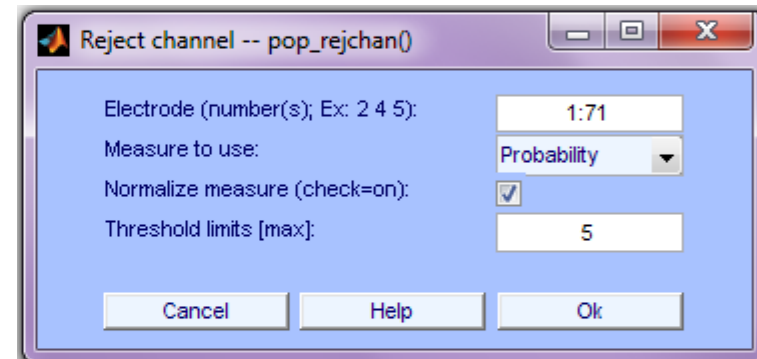 Reject channel -- pop_rejchan()
Electrode (number(s); Ex: 2 4 5): 1:71
Measure to use: Probability
Normalize measure (check=on):
Threshold limits [max]: 5
Cancel Help Ok